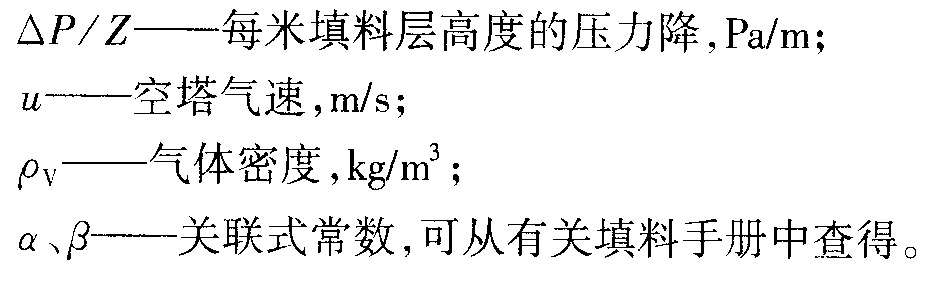 ΔP/Z——每米填料层高度的压力降,Pa/m;
u——空塔气速,m/s;
ρV——气体密度,kg/m³;
α、β——关联式常数,可从有关填料手册中查得。